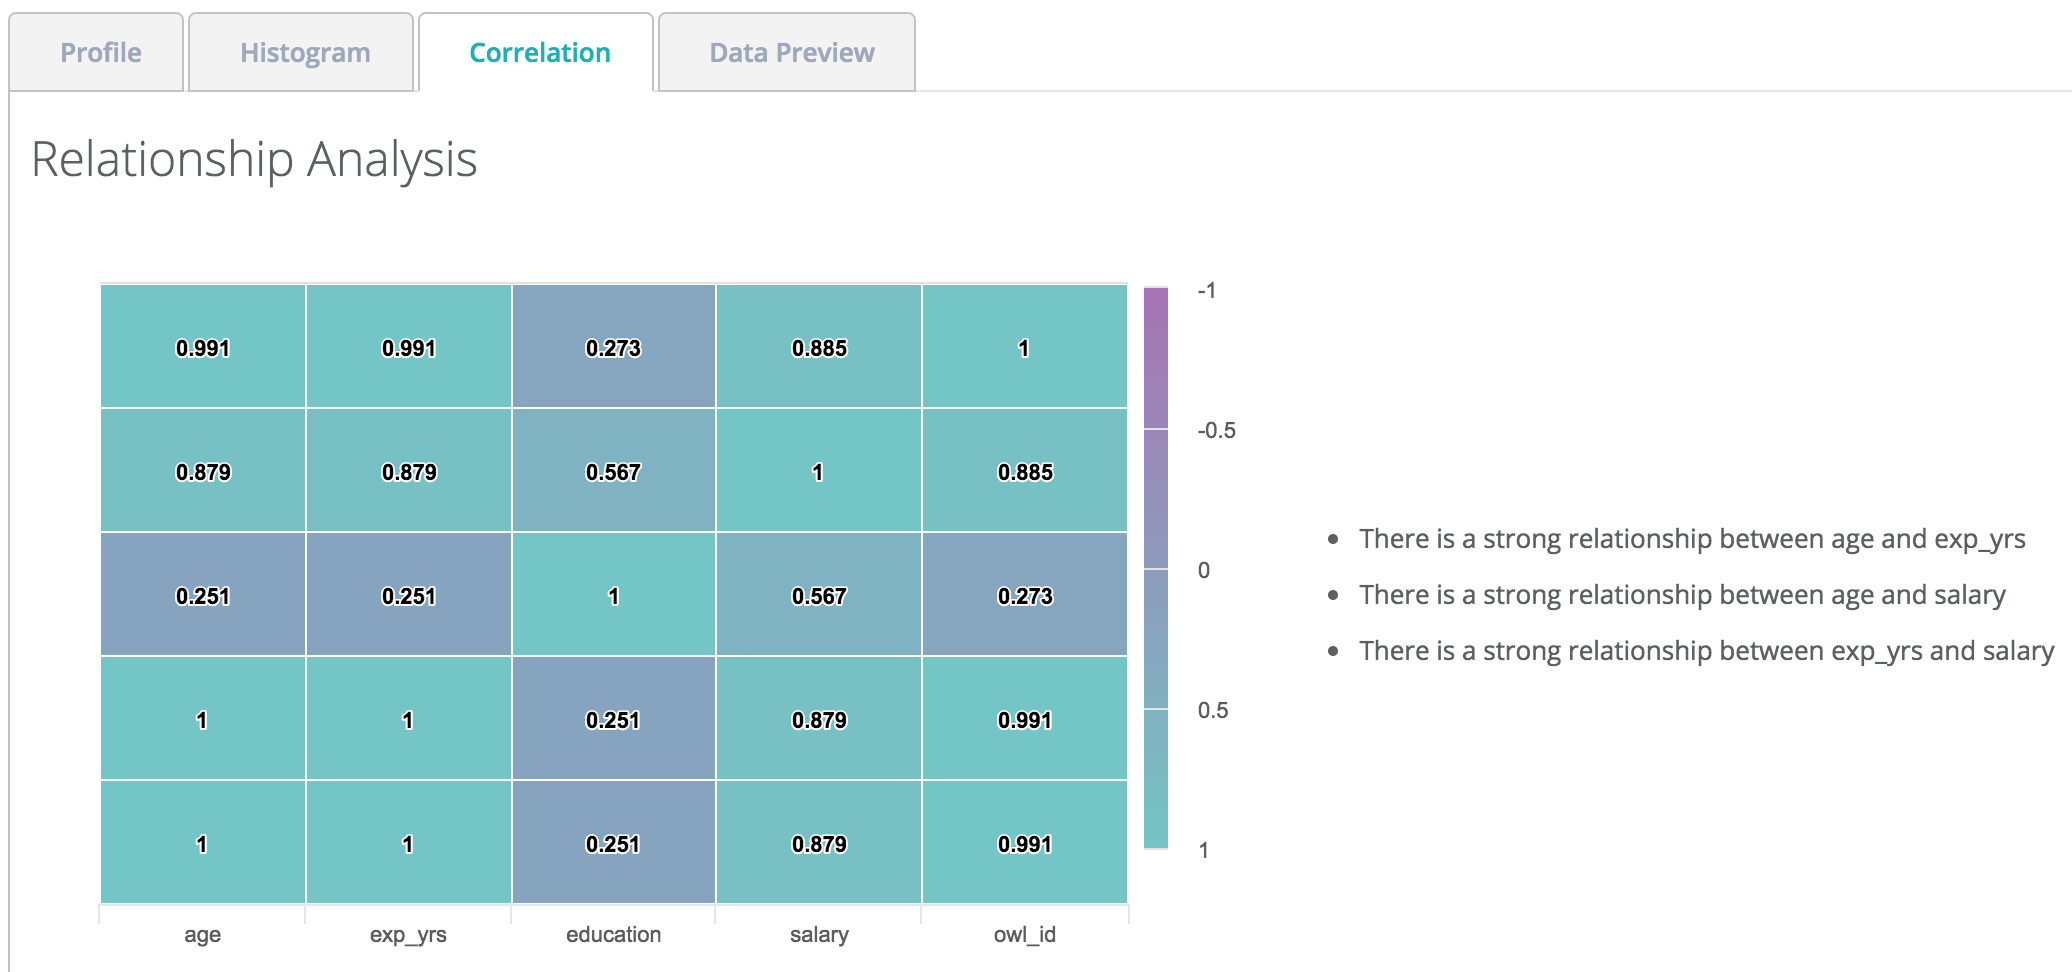 Profile Histogram Correlation Data Preview
Relationship Analysis
0.991 0.991 0.273 0.885 1
0.879 0.879 0.567 1 0.885
0.251 0.251 1 0.567 0.273
1 1 0.251 0.879 0.991
1 1 0.251 0.879 0.991
age exp_yrs education salary owl_id
-1
-0.5
0
0.5
1
• There is a strong relationship between age and exp_yrs
• There is a strong relationship between age and salary
• There is a strong relationship between exp_yrs and salary